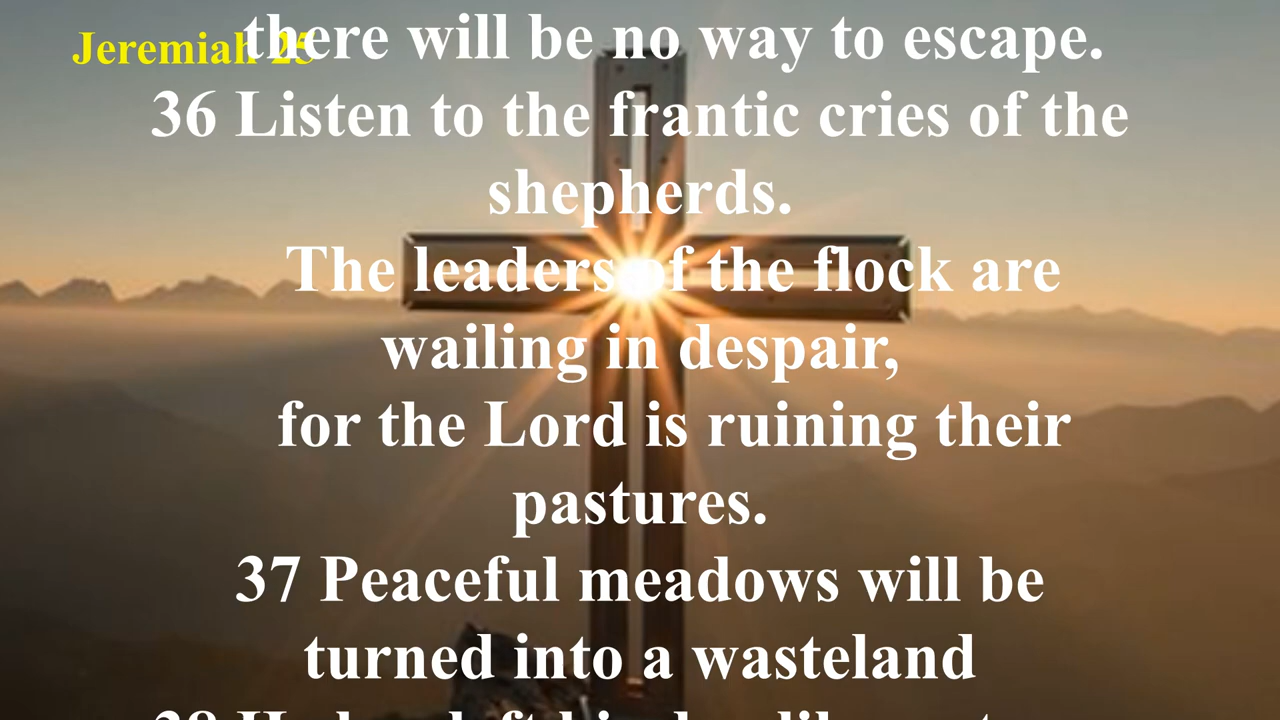 Jeremiah 25
there will be no way to escape.
36 Listen to the frantic cries of the
shepherds.
The leaders of the flock are
wailing in despair,
for the Lord is ruining their
pastures.
37 Peaceful meadows will be
turned into a wasteland